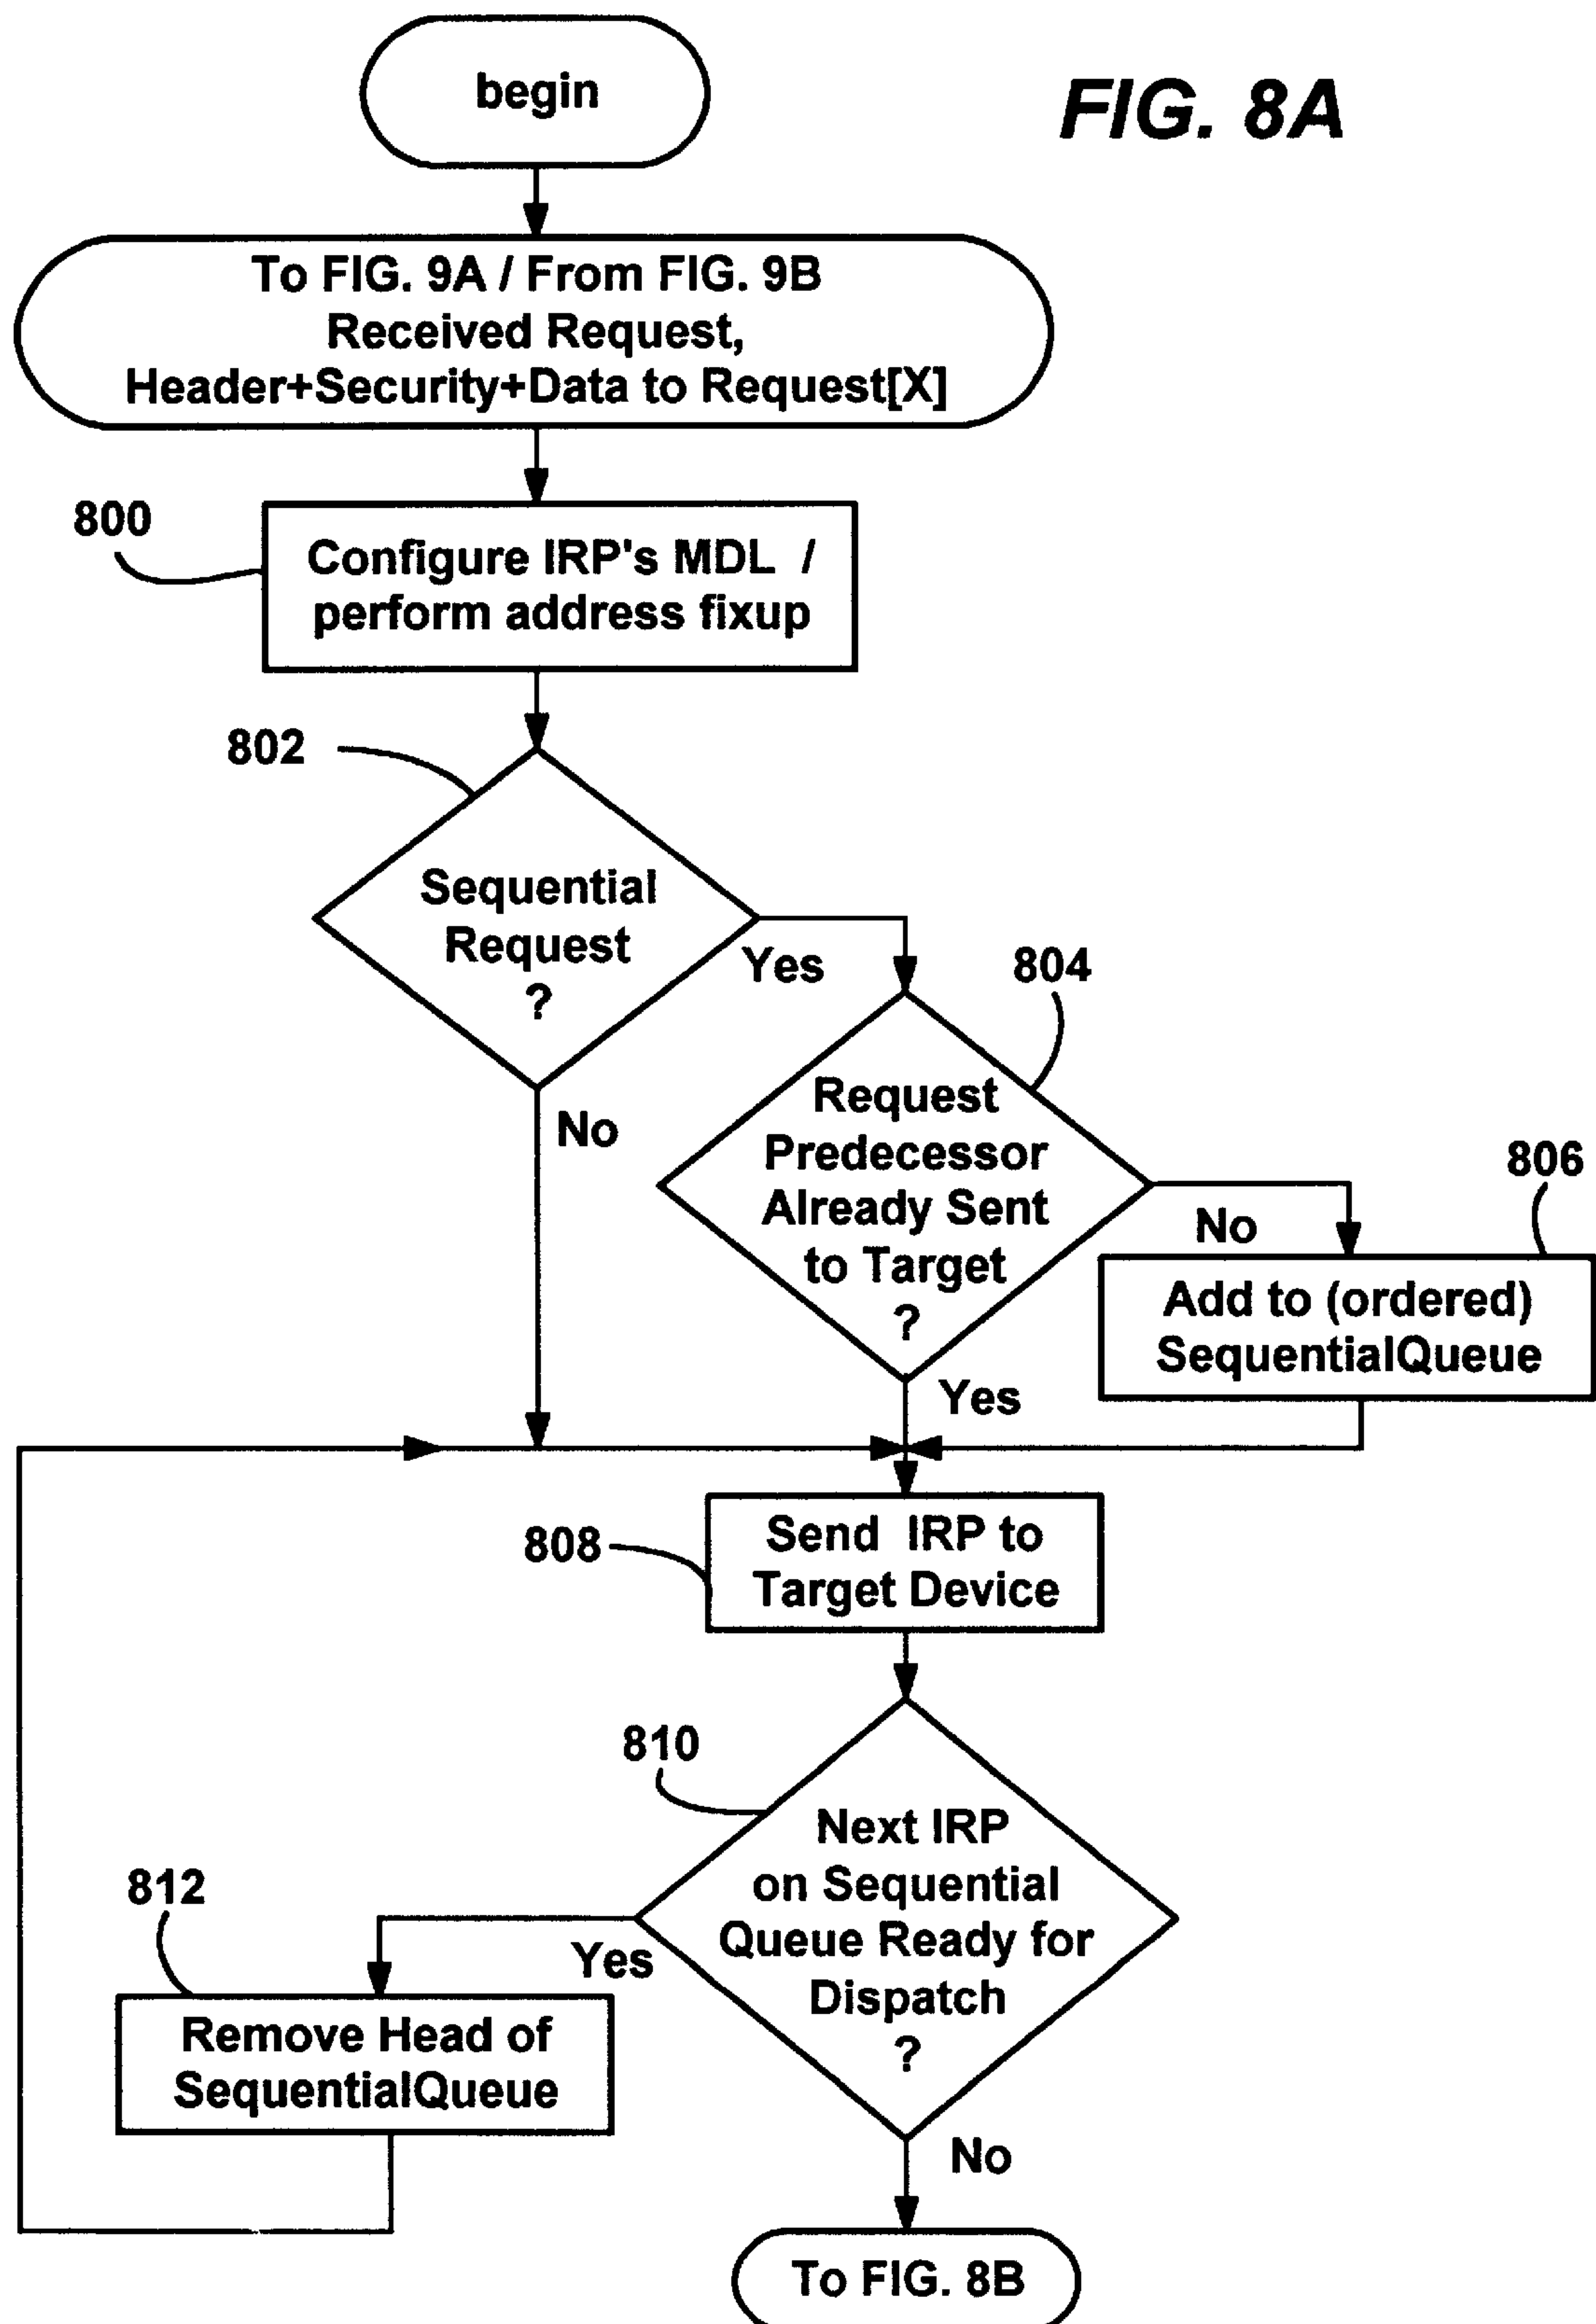 begin
FIG. 8A
To FIG. 9A / From FIG. 9B
Received Request,
Header+Security+Data to Request[X]
800
Configure IRP's MDL /
perform address fixup
802
Sequential
Request
?
Yes
No
804
Request
Predecessor
Already Sent
to Target
?
No
Yes
806
Add to (ordered)
SequentialQueue
808
Send IRP to
Target Device
810
Next IRP
on Sequential
Queue Ready for
Dispatch
?
Yes
No
812
Remove Head of
SequentialQueue
To FIG. 8B